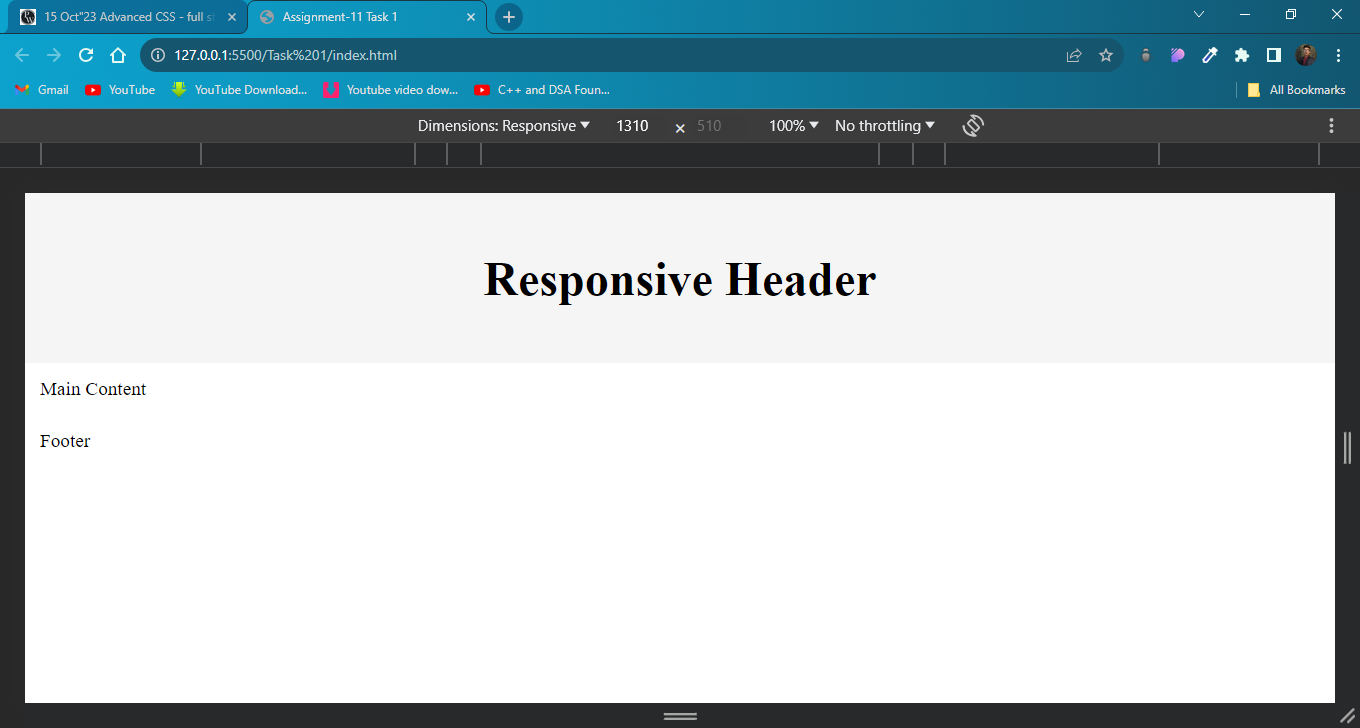 15 Oct"23 Advanced CSS - full st
Assignment-11 Task 1
127.0.0.1:5500/Task%201/index.html
Gmail
YouTube
YouTube Download...
Youtube video dow...
C++ and DSA Foun...
All Bookmarks
Dimensions: Responsive 1310 × 510 100% No throttling
Responsive Header
Main Content
Footer